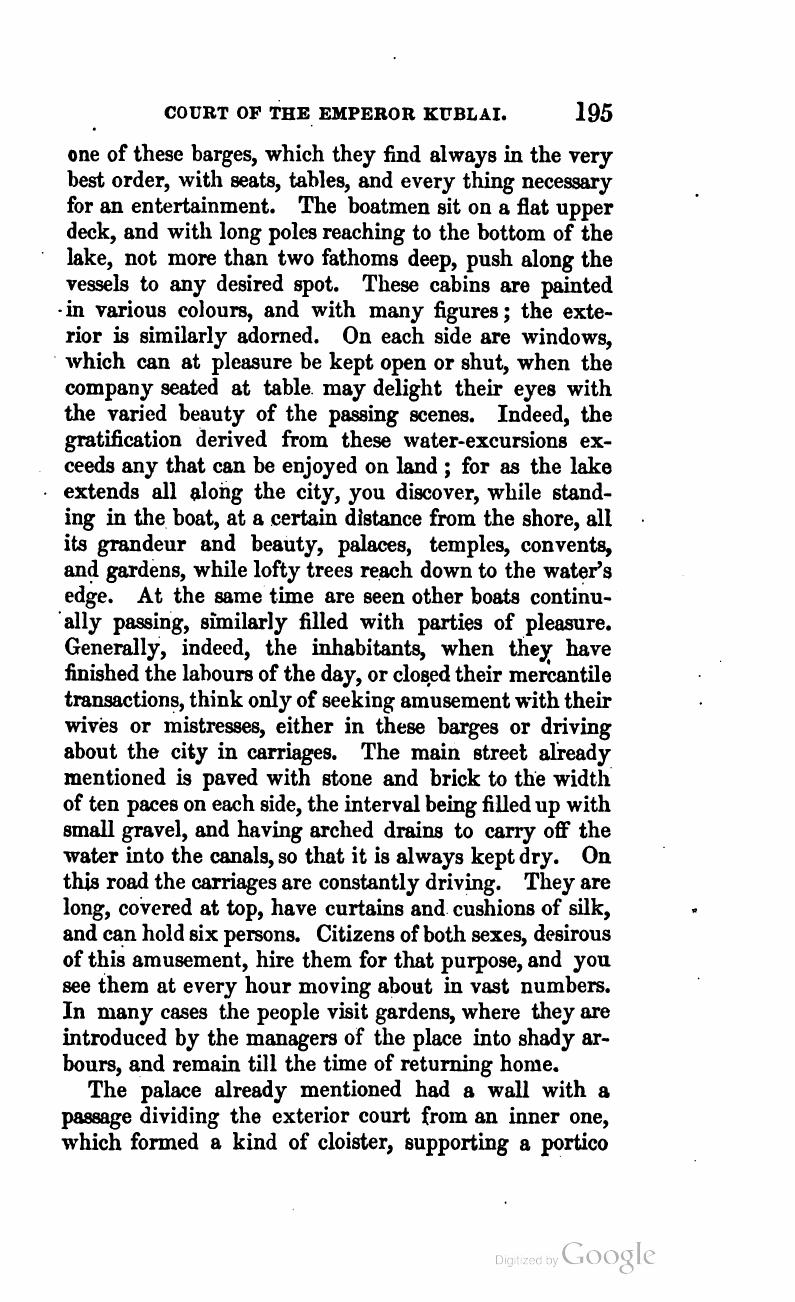 COURT OF THE EMPEROR KUBLAI. 195
one of these barges, which they find always in the very
best order, with seats, tables, and every thing necessary
for an entertainment. The boatmen sit on a flat upper
deck, and with long poles reaching to the bottom of the
lake, not more than two fathoms deep, push along the
vessels to any desired spot. These cabins are painted
in various colours, and with many figures; the exte-
rior is similarly adorned. On each side are windows,
which can at pleasure be kept open or shut, when the
company seated at table may delight their eyes with
the varied beauty of the passing scenes. Indeed, the
gratification derived from these water-excursions ex-
ceeds any that can be enjoyed on land; for as the lake
extends all along the city, you discover, while stand-
ing in the boat, at a certain distance from the shore, all
its grandeur and beauty, palaces, temples, convents,
and gardens, while lofty trees reach down to the water's
edge. At the same time are seen other boats continu-
ally passing, similarly filled with parties of pleasure.
Generally, indeed, the inhabitants, when they have
finished the labours of the day, or closed their mercantile
transactions, think only of seeking amusement with their
wives or mistresses, either in these barges or driving
about the city in carriages. The main street already
mentioned is paved with stone and brick to the width
of ten paces on each side, the interval being filled up with
small gravel, and having arched drains to carry off the
water into the canals, so that it is always kept dry. On
this road the carriages are constantly driving. They are
long, covered at top, have curtains and cushions of silk,
and can hold six persons. Citizens of both sexes, desirous
of this amusement, hire them for that purpose, and you
see them at every hour moving about in vast numbers.
In many cases the people visit gardens, where they are
introduced by the managers of the place into shady ar-
bours, and remain till the time of returning home.
The palace already mentioned had a wall with a
passage dividing the exterior court from an inner one,
which formed a kind of cloister, supporting a portico
Digitized by Google